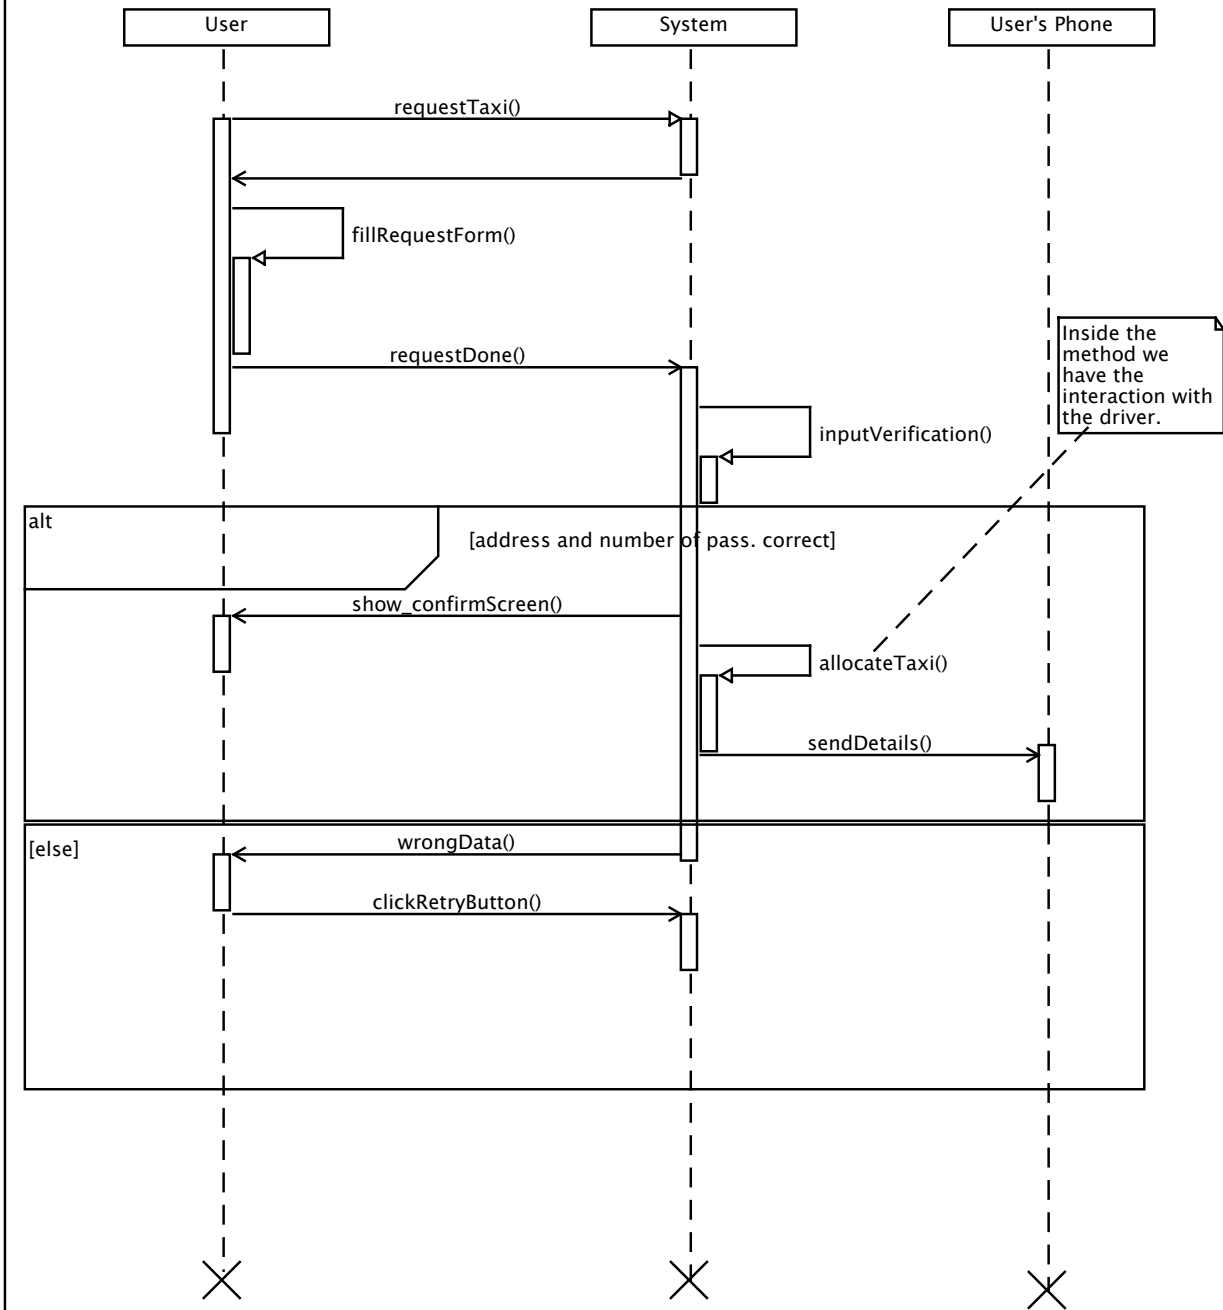 User
System
User's Phone
requestTaxi()
fillRequestForm()
requestDone()
Inside the
method we
have the
interaction with
the driver.
inputVerification()
alt
[address and number of pass. correct]
show_confirmScreen()
allocateTaxi()
sendDetails()
[else]
wrongData()
clickRetryButton()